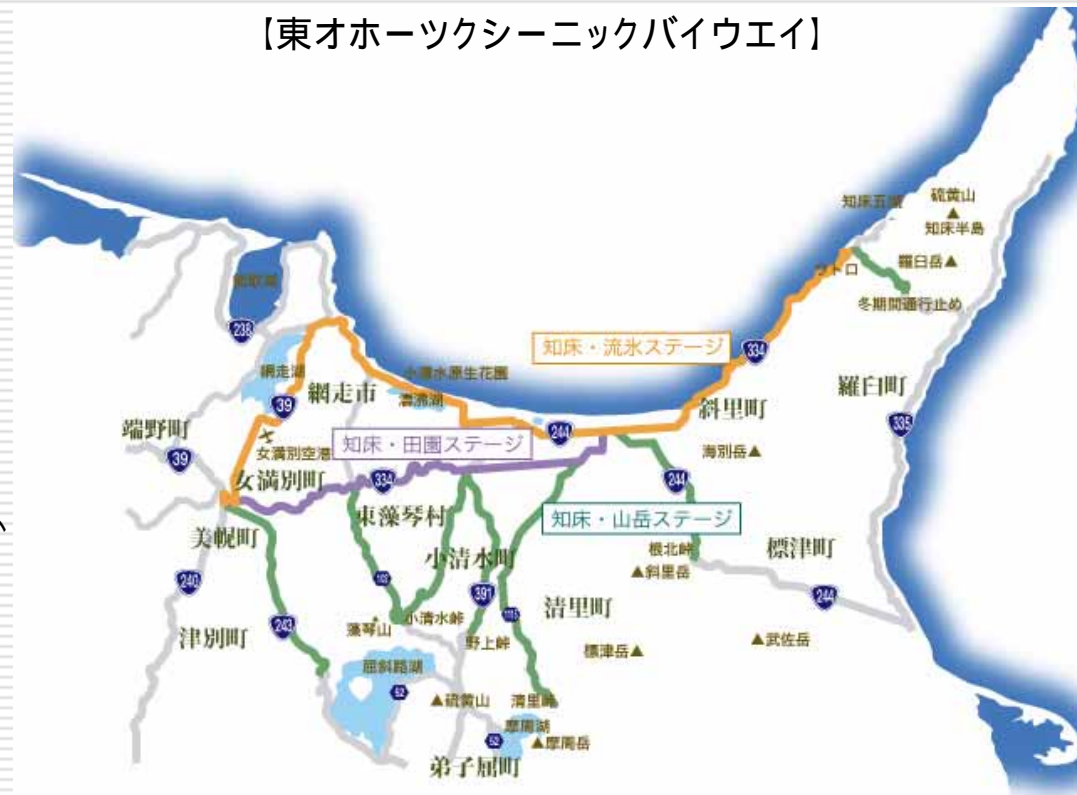 【東オホーツクシーニックバイウエイ】
硫黄山
▲
知床半島
羅臼岳▲
冬期間通行止め
238
知床・流氷ステージ
334
網走湖
小清水原生花園
羅臼町
39
網走市
濤沸湖
斜里町
端野町
244
335
39
女満別空港
知床・田園ステージ
海別岳▲
女満別町
334
244
東藻琴村
知床・山岳ステージ
美幌町
小清水町
根北峠
標津町
▲斜里岳
240
102
391
244
清里町
1115
243
藻琴山
小清水峠
津別町
野上峠
標津岳▲
▲武佐岳
屈斜路湖
52
▲硫黄山
清里峠
摩周湖
52
▲摩周岳
弟子屈町